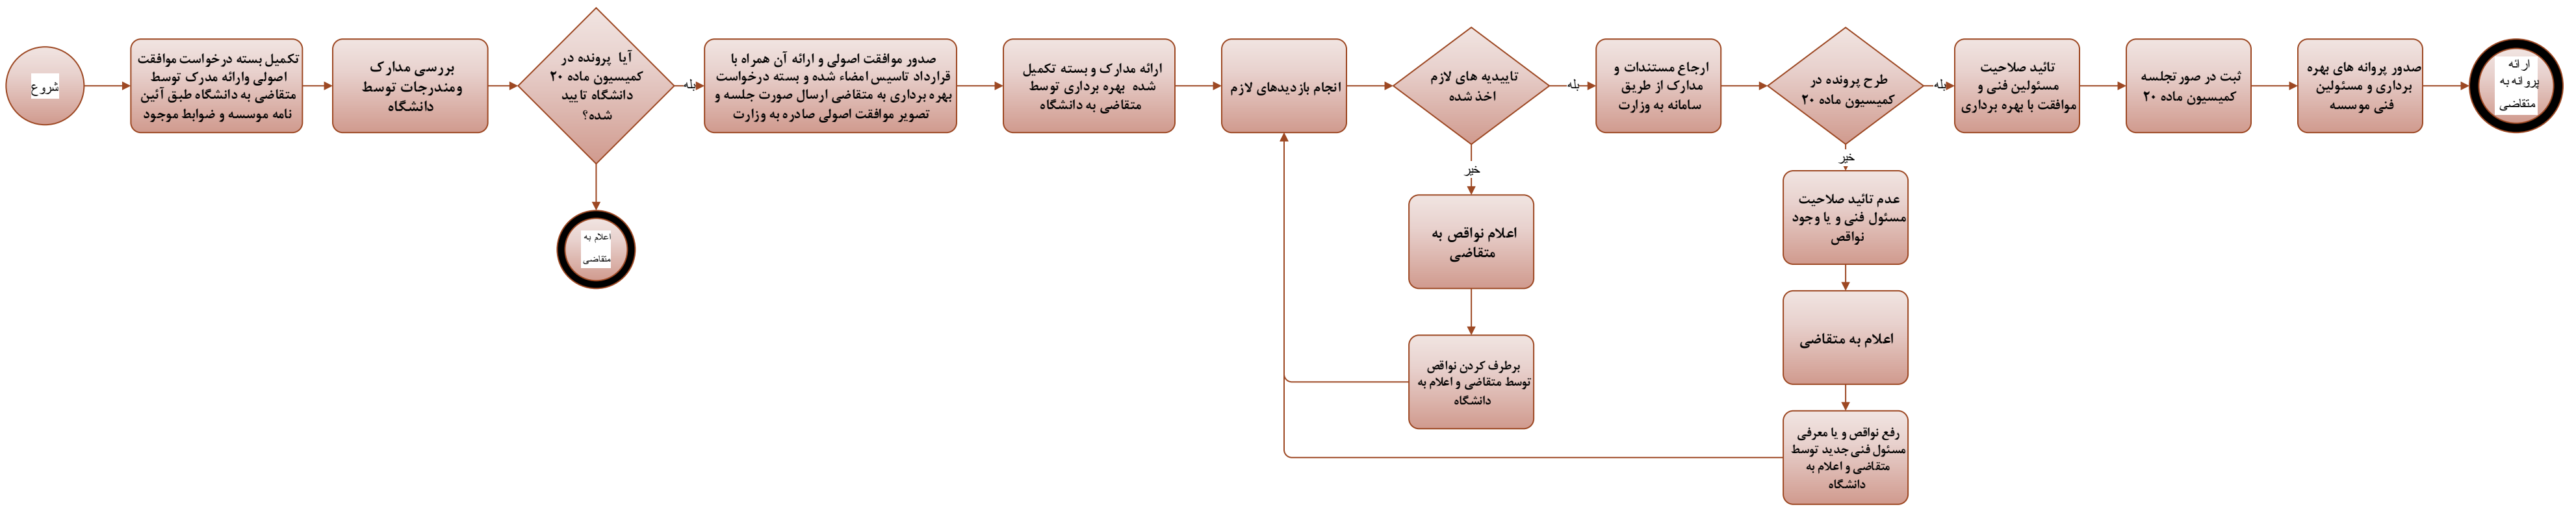 شروع
تکمیل بسته درخواست موافقت
اصولی وارائه مدرک توسط
متقاضی به دانشگاه طبق آئین
نامه موسسه و ضوابط موجود
بررسی مدارک
ومندرجات توسط
دانشگاه
آیا پرونده در
کمیسیون ماده ۲۰
دانشگاه تایید
شده؟
بله
اعلام به
متقاضی
صدور موافقت اصولی و ارائه آن همراه با
قرارداد تاسیس امضاء شده و بسته درخواست
بهره برداری به متقاضی ارسال صورت جلسه و
تصویر موافقت اصولی صادره به وزارت
ارائه مدارک و بسته تکمیل
شده بهره برداری توسط
متقاضی به دانشگاه
انجام بازدیدهای لازم
تاییدیه های لازم
اخذ شده
بله
خیر
اعلام نواقص به
متقاضی
برطرف کردن نواقص
توسط متقاضی و اعلام به
دانشگاه
ارجاع مستندات و
مدارک از طریق
سامانه به وزارت
طرح پرونده در
کمیسیون ماده ۲۰
بله
خیر
عدم تائید صلاحیت
مسئول فنی و یا وجود
نواقص
اعلام به متقاضی
رفع نواقص و یا معرفی
مسئول فنی جدید توسط
متقاضی و اعلام به
دانشگاه
تائید صلاحیت
مسئولین فنی و
موافقت با بهره برداری
ثبت در صورتجلسه
کمیسیون ماده ۲۰
صدور پروانه های بهره
برداری و مسئولین
فنی موسسه
ارائه
پروانه به
متقاضی